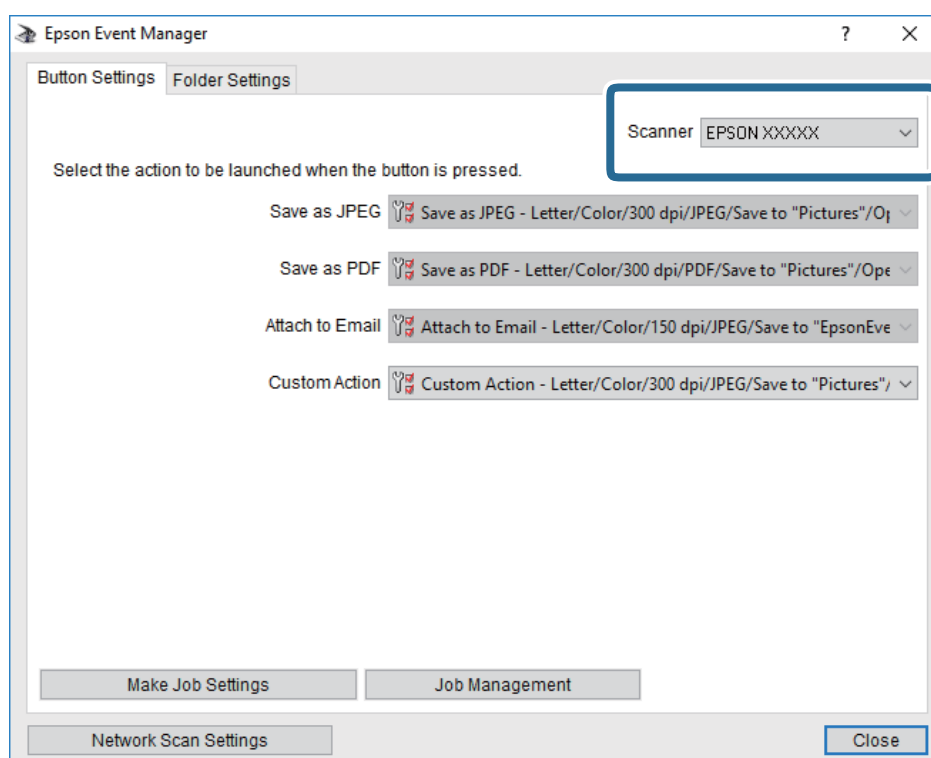 Epson Event Manager ?
Button Settings Folder Settings
Scanner EPSON XXXXX
Select the action to be launched when the button is pressed.
Save as JPEG Save as JPEG - Letter/Color/300 dpi/JPEG/Save to "Pictures"/Op
Save as PDF Save as PDF - Letter/Color/300 dpi/PDF/Save to "Pictures"/Ope
Attach to Email Attach to Email - Letter/Color/150 dpi/JPEG/Save to "EpsonEve
Custom Action Custom Action - Letter/Color/300 dpi/JPEG/Save to "Pictures"/
Make Job Settings Job Management
Network Scan Settings Close